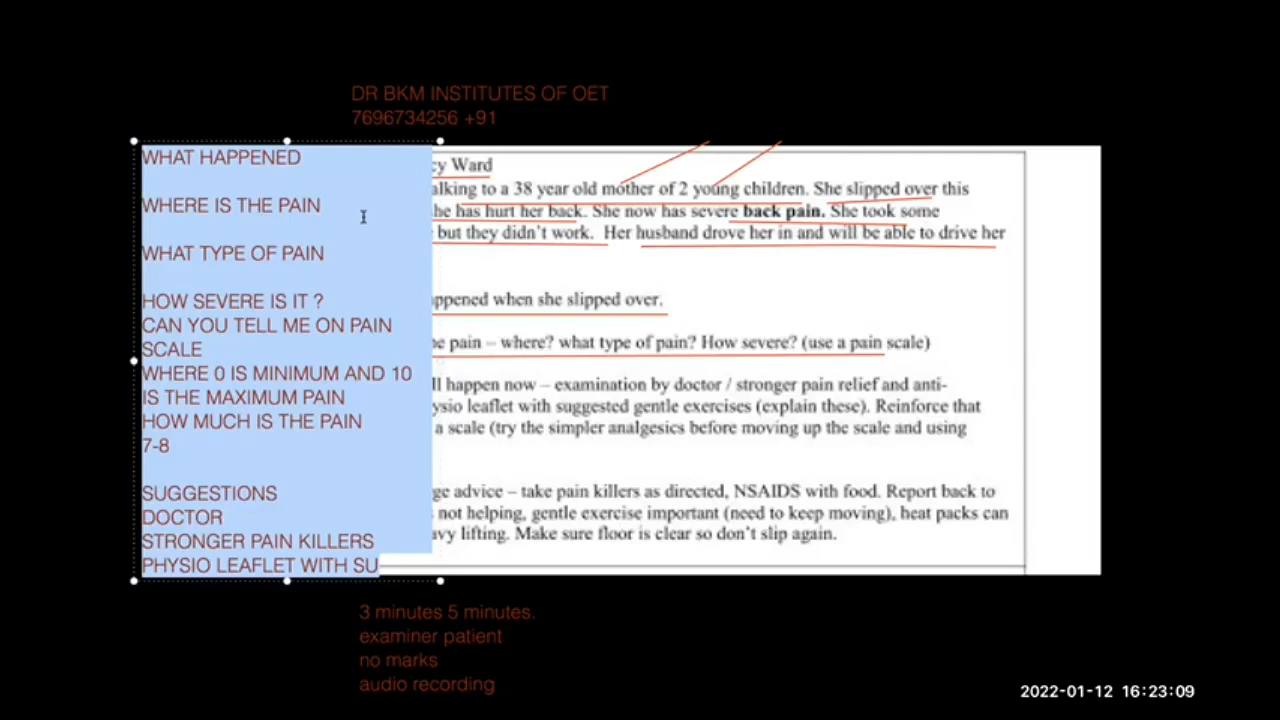 DR BKM INSTITUTES OF OET
7696734256 +91
WHAT HAPPENED
WHERE IS THE PAIN
WHAT TYPE OF PAIN
HOW SEVERE IS IT ?
CAN YOU TELL ME ON PAIN
SCALE
WHERE 0 IS MINIMUM AND 10
IS THE MAXIMUM PAIN
HOW MUCH IS THE PAIN
7-8
SUGGESTIONS
DOCTOR
STRONGER PAIN KILLERS
PHYSIO LEAFLET WITH SU
cy Ward
alking to a 38 year old mother of 2 young children. She slipped over this
he has hurt her back. She now has severe back pain. She took some
but they didn't work. Her husband drove her in and will be able to drive her
ppened when she slipped over.
e pain – where? what type of pain? How severe? (use a pain scale)
ll happen now – examination by doctor / stronger pain relief and anti-
ysio leaflet with suggested gentle exercises (explain these). Reinforce that
a scale (try the simpler analgesics before moving up the scale and using
ge advice – take pain killers as directed, NSAIDS with food. Report back to
not helping, gentle exercise important (need to keep moving), heat packs can
vy lifting. Make sure floor is clear so don't slip again.
3 minutes 5 minutes.
examiner patient
no marks
audio recording
2022-01-12 16:23:09